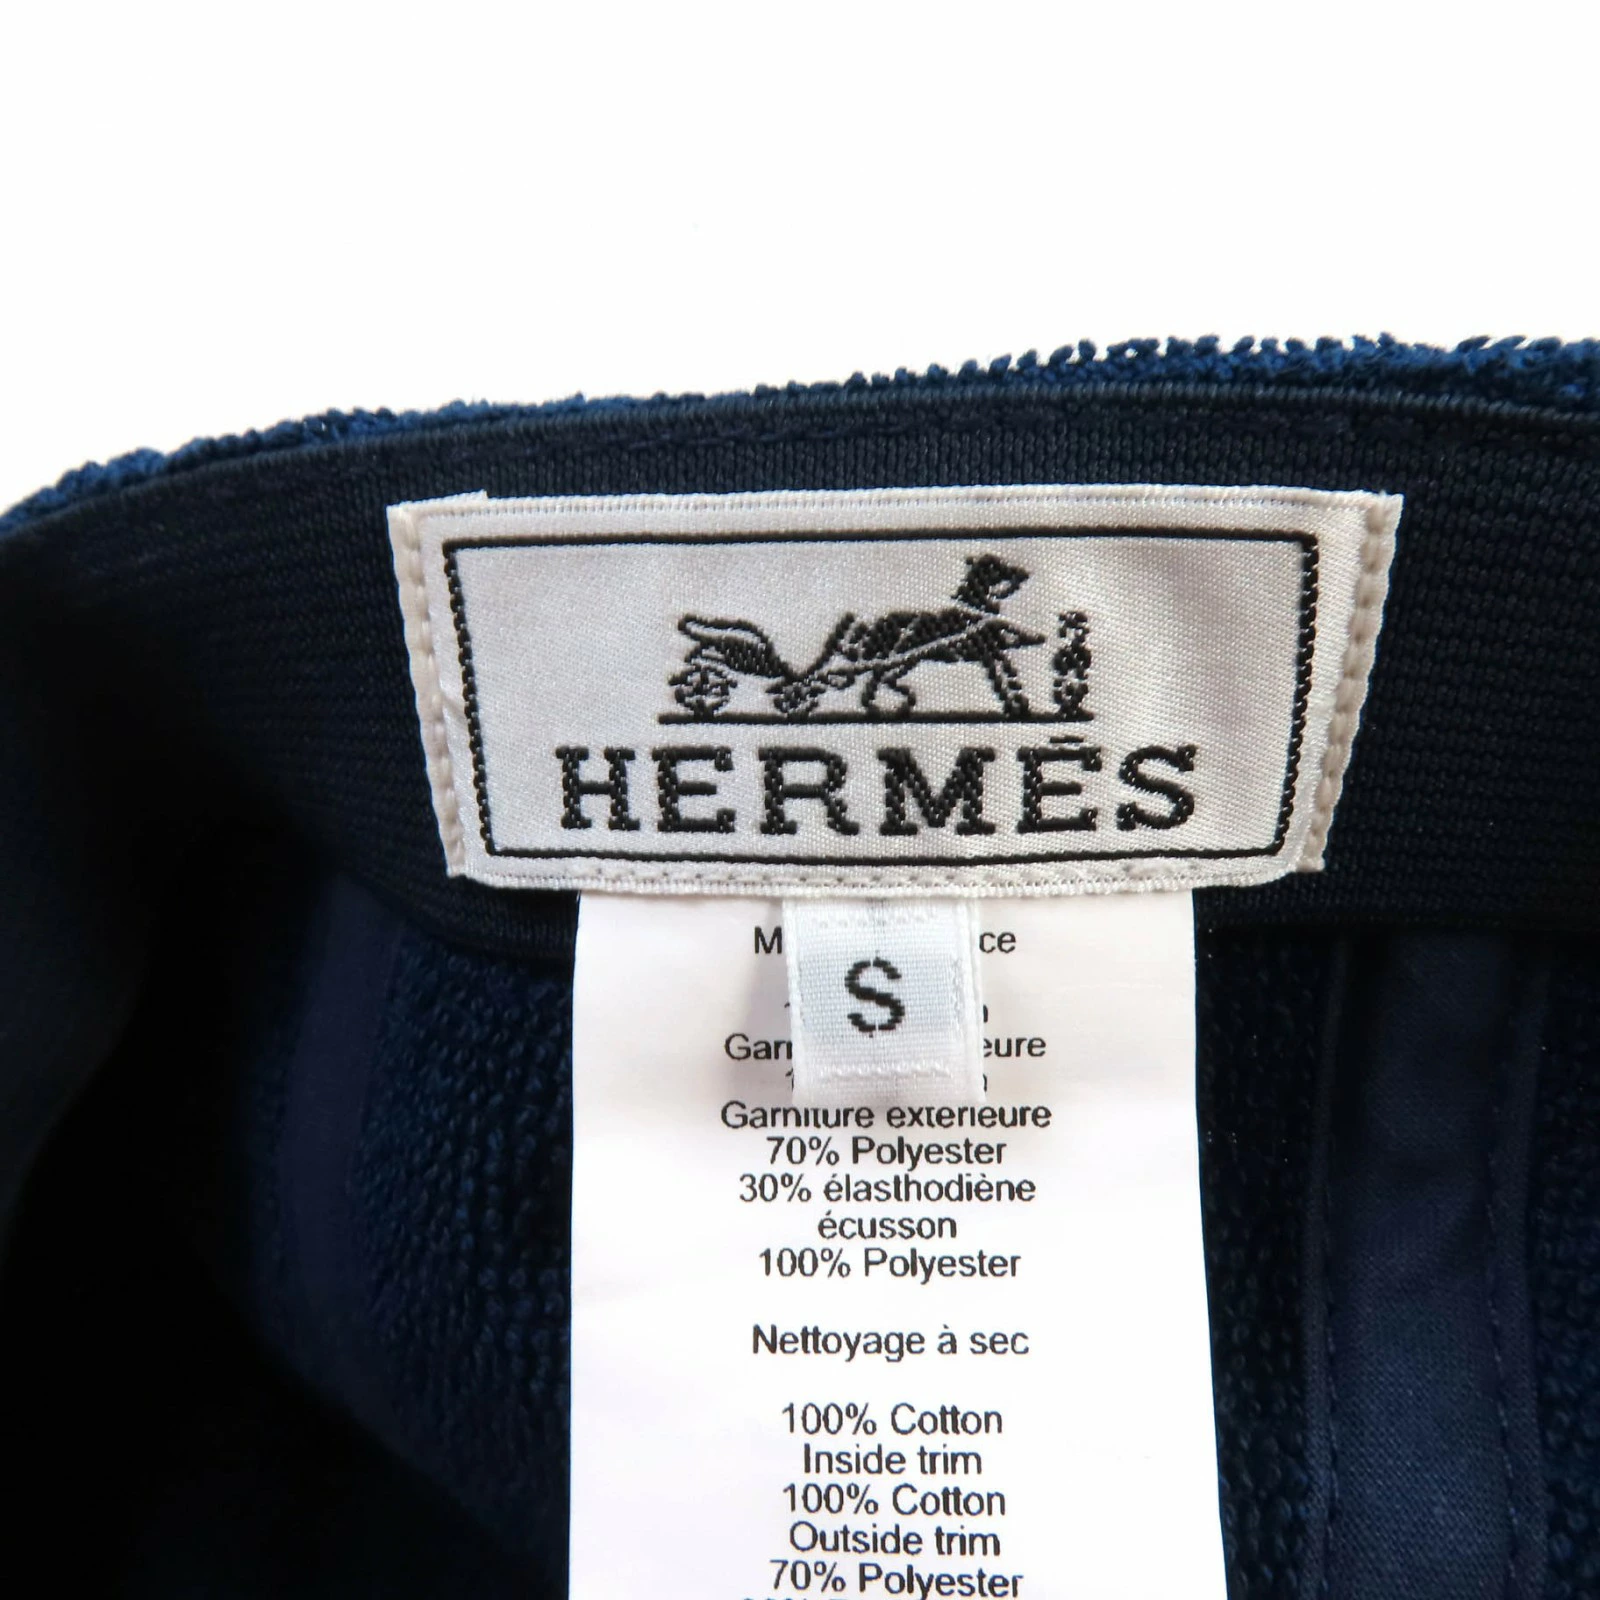 HERMÈS
S
Garniture extérieure
70% Polyester
30% élasthodiène
écusson
100% Polyester
Nettoyage à sec
100% Cotton
Inside trim
100% Cotton
Outside trim
70% Polyester